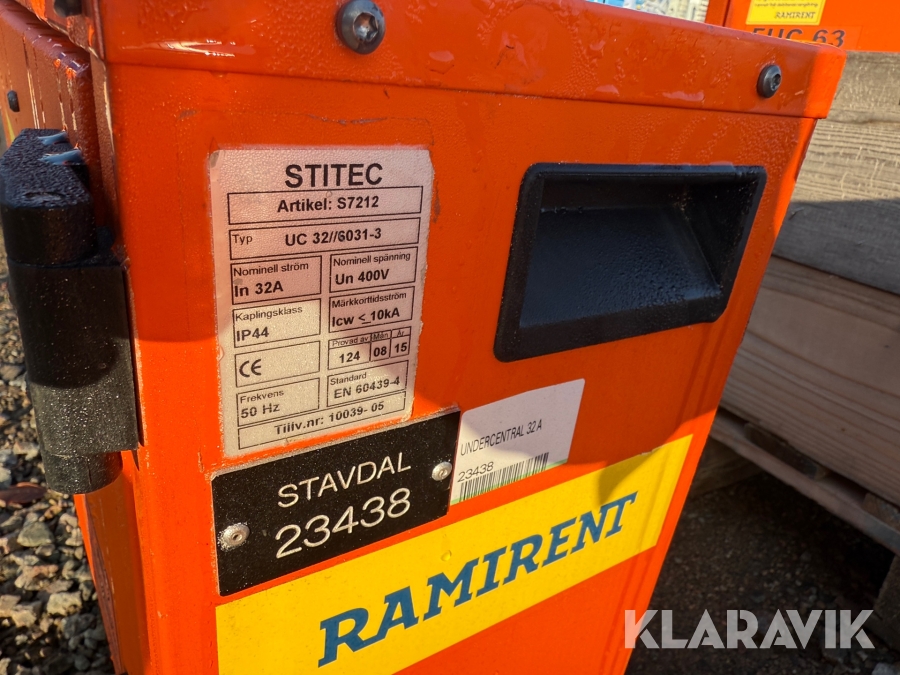 RAMIRENT
EUC 63
STITEC
Artikel: S7212
Typ UC 32//6031-3
Nominell ström Nominell spänning
In 32A Un 400V
Kaplingsklass Märkkorttidsström
IP44 Icw ≤ 10kA
CE Provad av Mån År
124 08 15
Frekvens Standard
50 Hz EN 60439-4
Tillv.nr: 10039-05
STAVDAL
23438
UNDERCENTRAL 32 A
23438
RAMIRENT
KLARAVIK